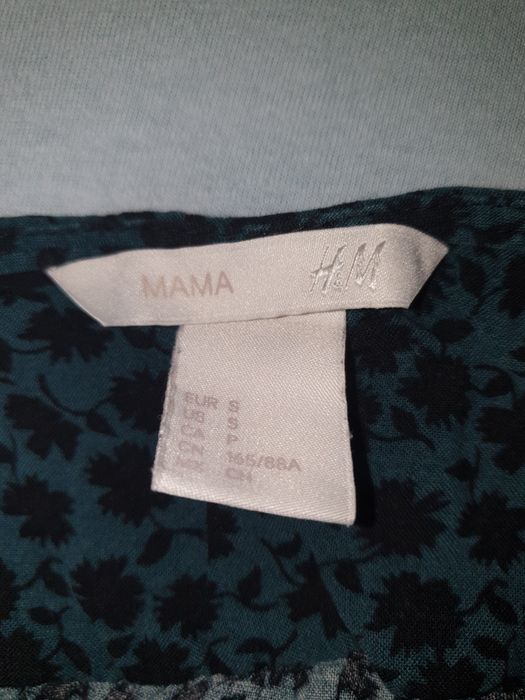 MAMA H&M
EUR S
US S
CA P
CN 165/88A
MX CH